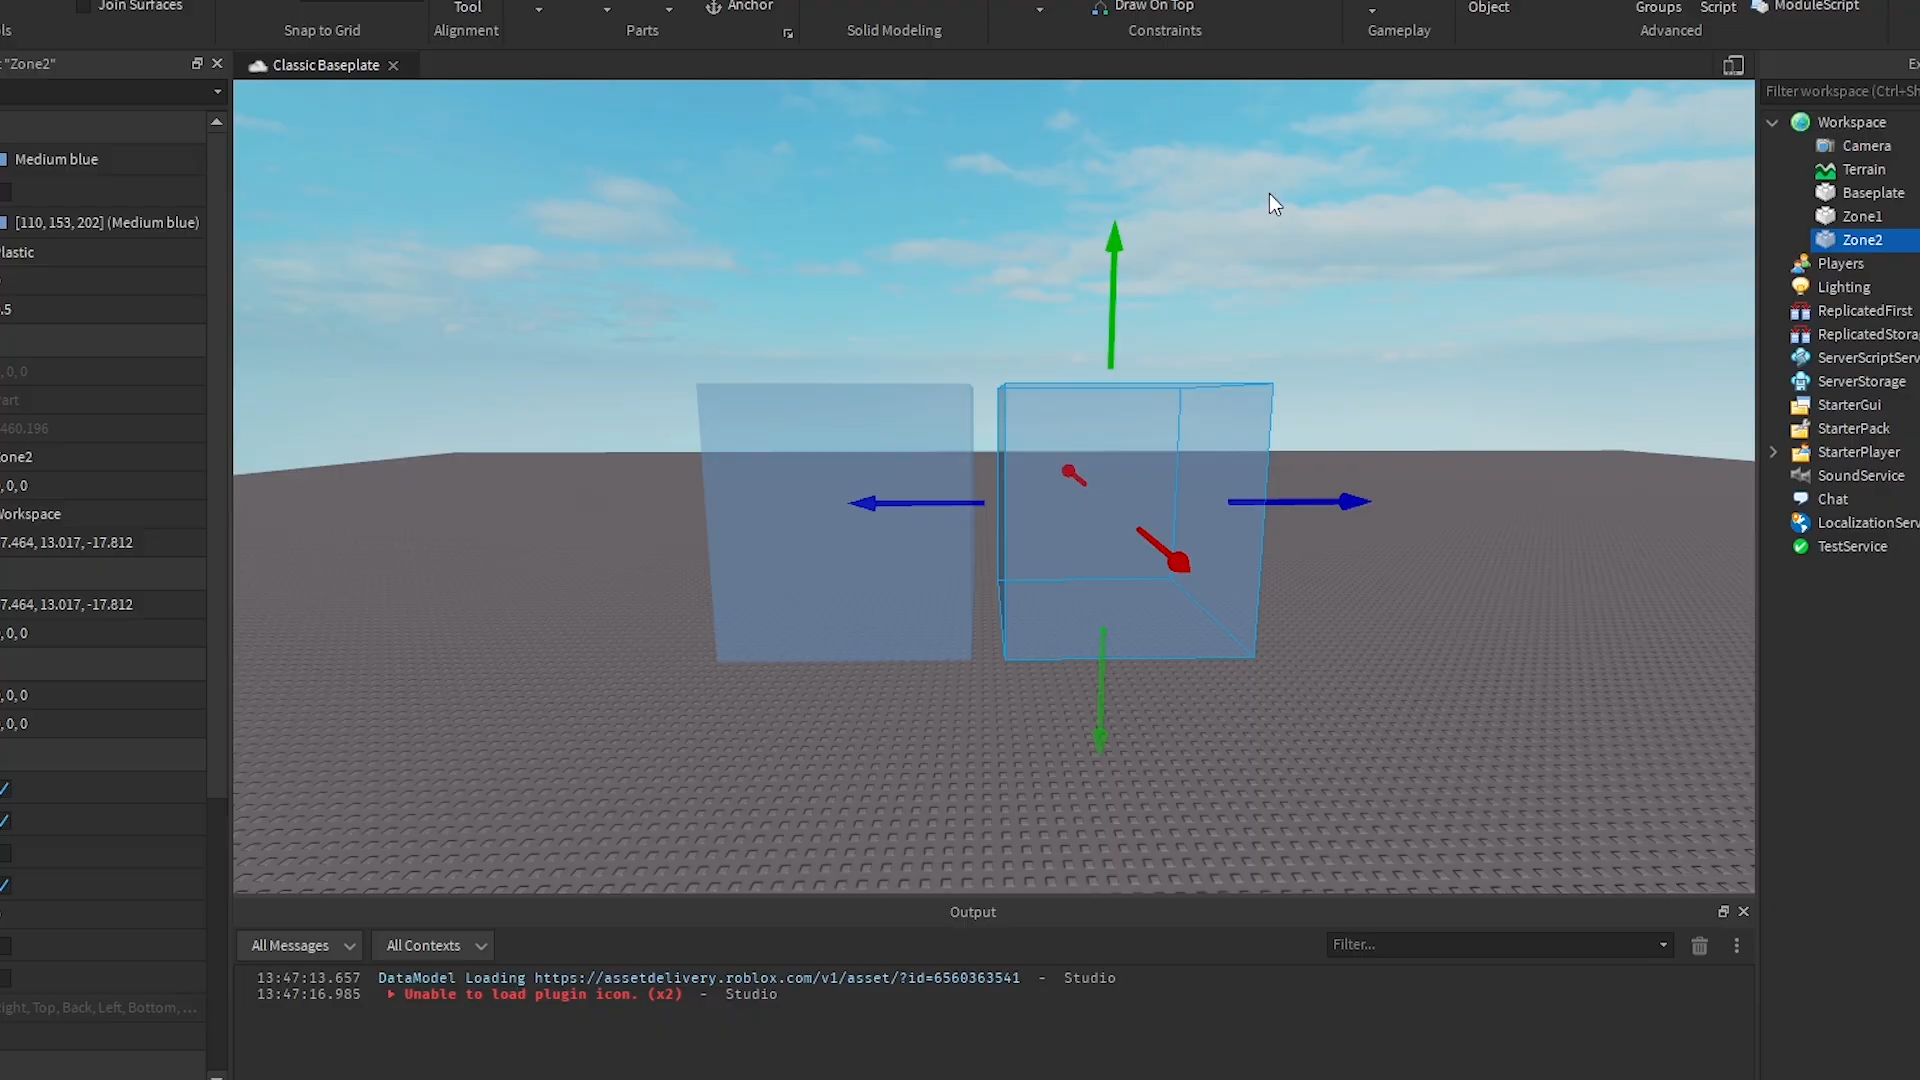 Join Surfaces
Tool
Anchor
Draw On Top
Object
Groups
Script
ModuleScript
Snap to Grid
Alignment
Parts
Solid Modeling
Constraints
Gameplay
Advanced
"Zone2"
Classic Baseplate
Filter workspace (Ctrl+Sh
Medium blue
[110, 153, 202] (Medium blue)
lastic
.5
, 0, 0
art
460.196
one2
, 0, 0
Workspace
7.464, 13.017, -17.812
7.464, 13.017, -17.812
, 0, 0
, 0, 0
, 0, 0
ight, Top, Back, Left, Bottom, ...
Workspace
Camera
Terrain
Baseplate
Zone1
Zone2
Players
Lighting
ReplicatedFirst
ReplicatedStora
ServerScriptServ
ServerStorage
StarterGui
StarterPack
StarterPlayer
SoundService
Chat
LocalizationServ
TestService
Output
All Messages
All Contexts
Filter...
13:47:13.657 DataModel Loading https://assetdelivery.roblox.com/v1/asset/?id=6560363541 - Studio
13:47:16.985 Unable to load plugin icon. (x2) - Studio